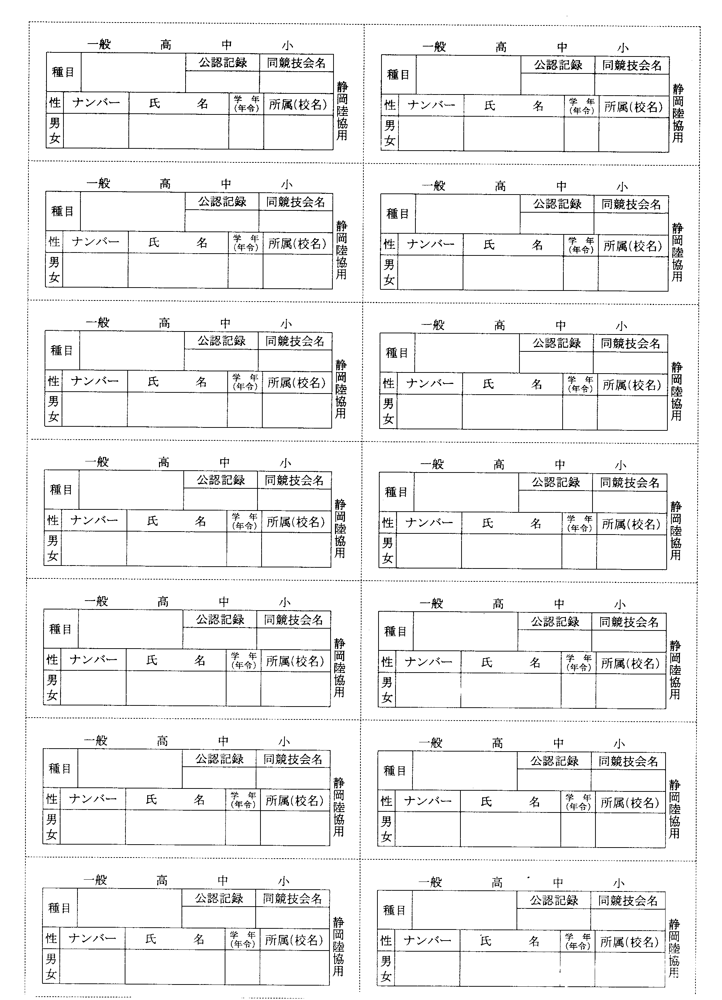 一般 高 中 小
種目 公認記録 同競技会名
性 ナンバー 氏 名 学年(年令) 所属(校名)
男
女
静岡陸協用
一般 高 中 小
種目 公認記録 同競技会名
性 ナンバー 氏 名 学年(年令) 所属(校名)
男
女
静岡陸協用
一般 高 中 小
種目 公認記録 同競技会名
性 ナンバー 氏 名 学年(年令) 所属(校名)
男
女
静岡陸協用
一般 高 中 小
種目 公認記録 同競技会名
性 ナンバー 氏 名 学年(年令) 所属(校名)
男
女
静岡陸協用
一般 高 中 小
種目 公認記録 同競技会名
性 ナンバー 氏 名 学年(年令) 所属(校名)
男
女
静岡陸協用
一般 高 中 小
種目 公認記録 同競技会名
性 ナンバー 氏 名 学年(年令) 所属(校名)
男
女
静岡陸協用
一般 高 中 小
種目 公認記録 同競技会名
性 ナンバー 氏 名 学年(年令) 所属(校名)
男
女
静岡陸協用
一般 高 中 小
種目 公認記録 同競技会名
性 ナンバー 氏 名 学年(年令) 所属(校名)
男
女
静岡陸協用
一般 高 中 小
種目 公認記録 同競技会名
性 ナンバー 氏 名 学年(年令) 所属(校名)
男
女
静岡陸協用
一般 高 中 小
種目 公認記録 同競技会名
性 ナンバー 氏 名 学年(年令) 所属(校名)
男
女
静岡陸協用
一般 高 中 小
種目 公認記録 同競技会名
性 ナンバー 氏 名 学年(年令) 所属(校名)
男
女
静岡陸協用
一般 高 中 小
種目 公認記録 同競技会名
性 ナンバー 氏 名 学年(年令) 所属(校名)
男
女
静岡陸協用
一般 高 中 小
種目 公認記録 同競技会名
性 ナンバー 氏 名 学年(年令) 所属(校名)
男
女
静岡陸協用
一般 高 中 小
種目 公認記録 同競技会名
性 ナンバー 氏 名 学年(年令) 所属(校名)
男
女
静岡陸協用